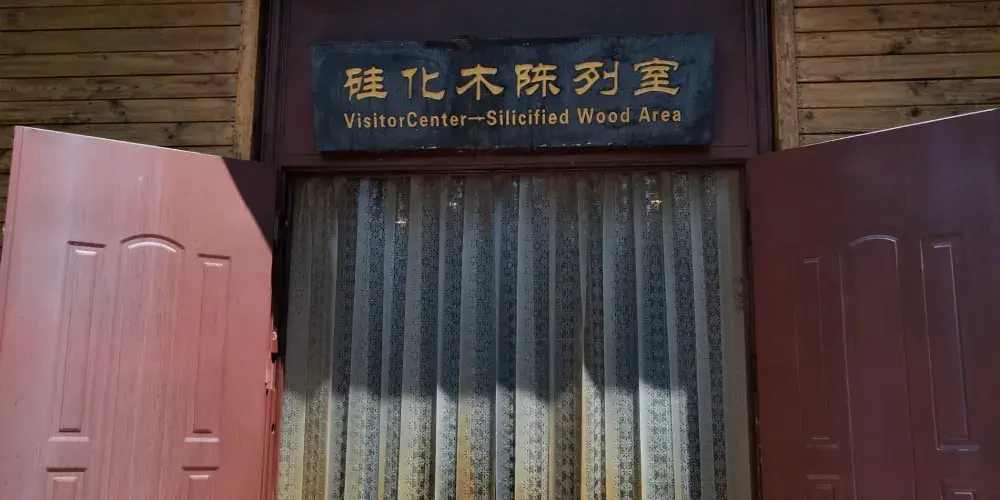 硅化木陈列室
VisitorCenter—Silicified Wood Area